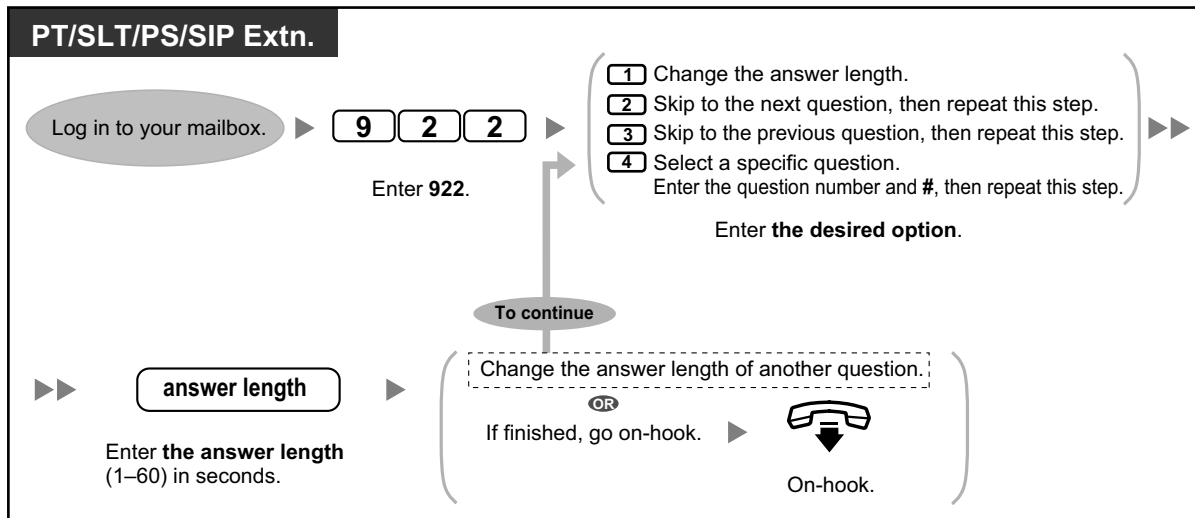 PT/SLT/PS/SIP Extn.
Log in to your mailbox.
9 2 2
Enter 922.
1 Change the answer length.
2 Skip to the next question, then repeat this step.
3 Skip to the previous question, then repeat this step.
4 Select a specific question.
Enter the question number and #, then repeat this step.
Enter the desired option.
To continue
answer length
Enter the answer length
(1–60) in seconds.
Change the answer length of another question.
OR
If finished, go on-hook.
On-hook.